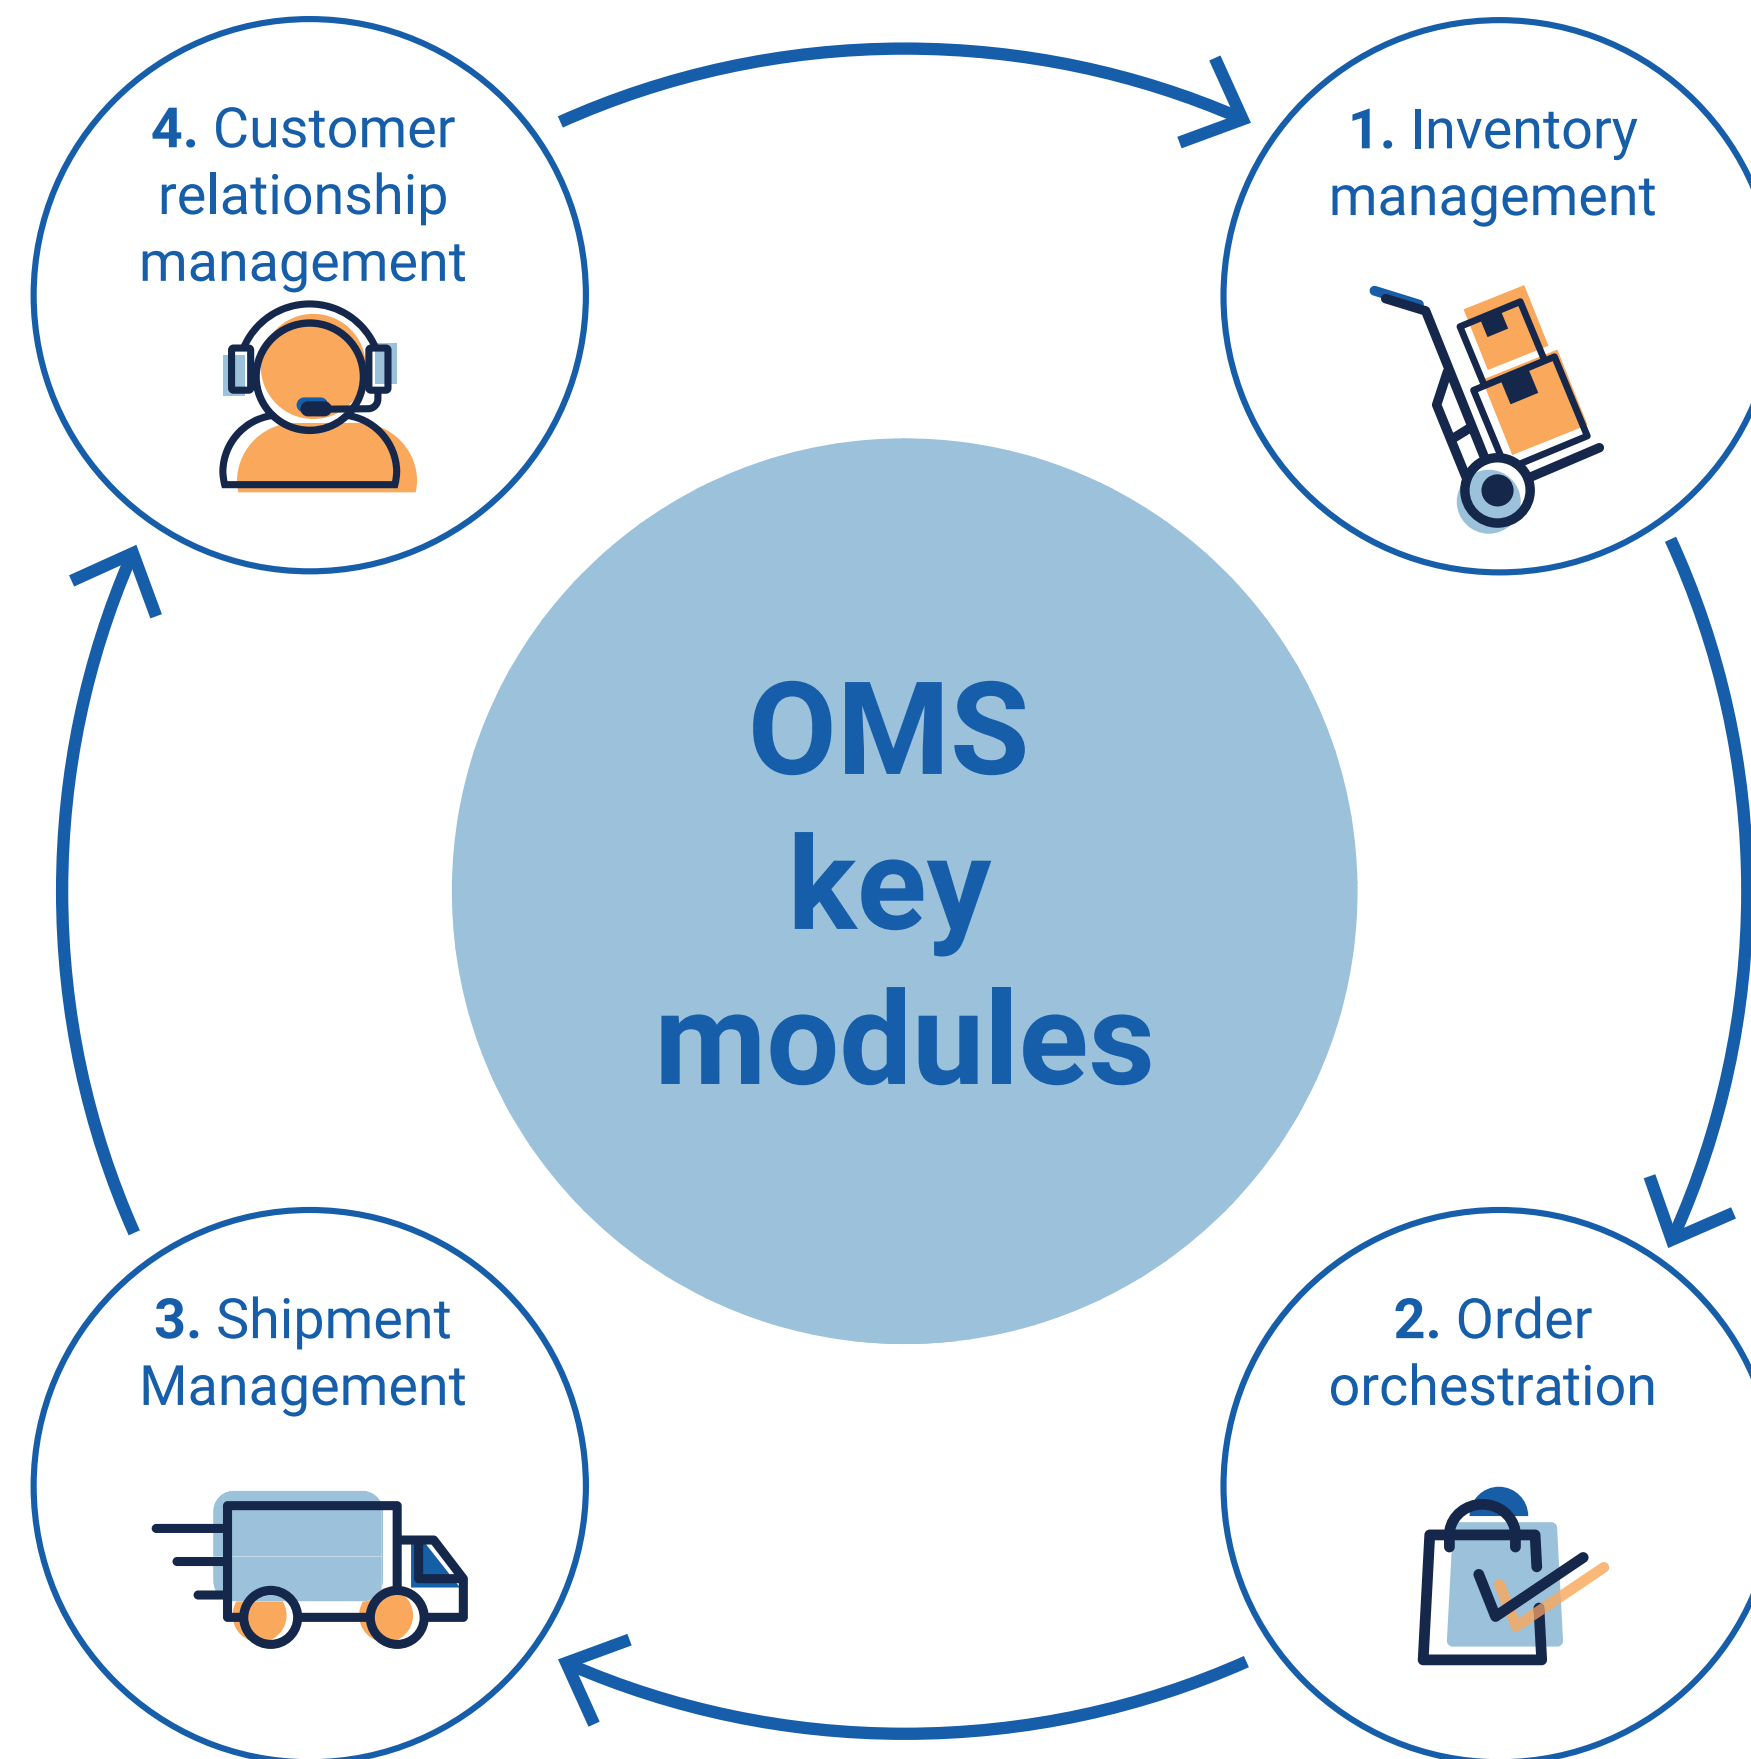 4. Customer
relationship
management
1. Inventory
management
OMS
key
modules
3. Shipment
Management
2. Order
orchestration